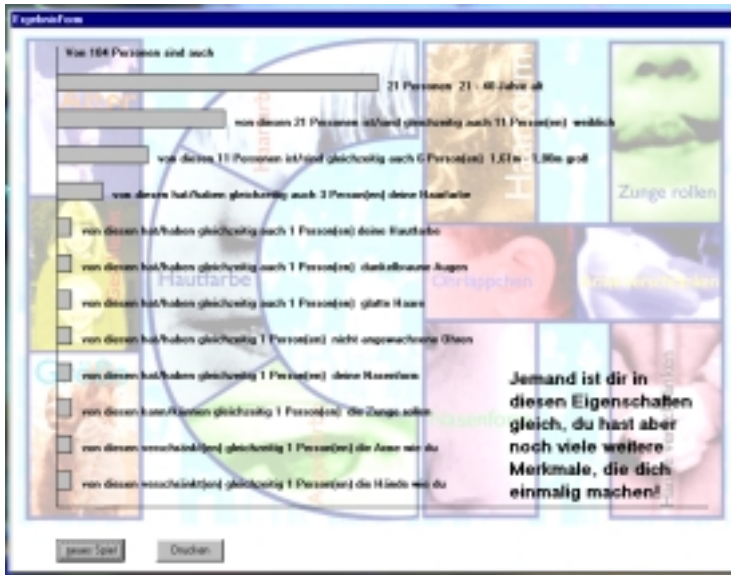 ErgebnisForm
Von 184 Personen sind auch
21 Personen 21 - 40 Jahre alt
von diesen 21 Personen ist/sind gleichzeitig auch 11 Person(en) weiblich
von diesen 11 Personen ist/sind gleichzeitig auch 6 Person(en) 1,61m - 1,80m groß
von diesen hat/haben gleichzeitig auch 3 Person(en) deine Haarfarbe
von diesen hat/haben gleichzeitig auch 1 Person(en) deine Hautfarbe
von diesen hat/haben gleichzeitig auch 1 Person(en) dunkelbraune Augen
von diesen hat/haben gleichzeitig auch 1 Person(en) glatte Haare
von diesen hat/haben gleichzeitig 1 Person(en) nicht angewachsene Ohren
von diesen hat/haben gleichzeitig 1 Person(en) deine Nasenform
von diesen kann/können gleichzeitig 1 Person(en) die Zunge rollen
von diesen verschränkt(en) gleichzeitig 1 Person(en) die Arme wie du
von diesen verschränkt(en) gleichzeitig 1 Person(en) die Hände wie du
Haarfarbe
Haarform
Zunge rollen
Hautfarbe
Ohrläppchen
Arme verschränken
Nasenform
Jemand ist dir in
diesen Eigenschaften
gleich, du hast aber
noch viele weitere
Merkmale, die dich
einmalig machen!
neues Spiel
Drucken